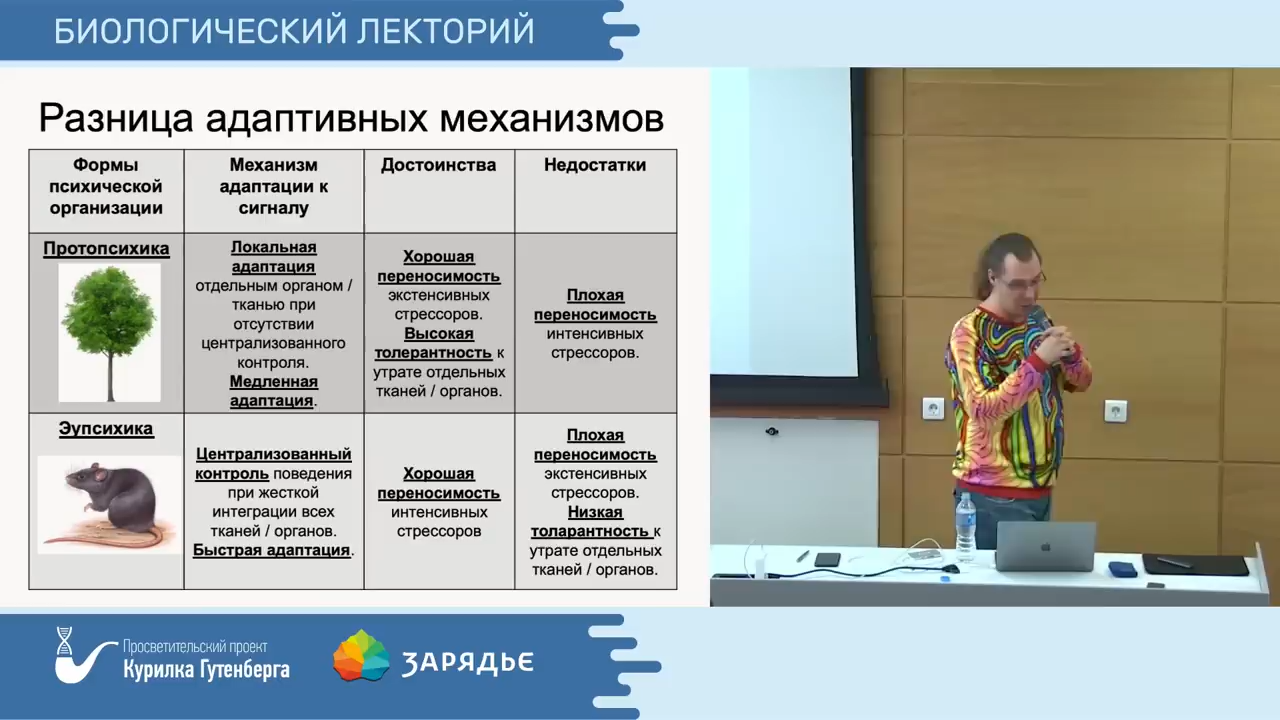 БИОЛОГИЧЕСКИЙ ЛЕКТОРИЙ
Разница адаптивных механизмов
Формы
психической
организации
Механизм
адаптации к
сигналу
Достоинства
Недостатки
Протопсихика
Локальная
адаптация
отдельным органом /
тканью при
отсутствии
централизованного
контроля.
Медленная
адаптация.
Хорошая
переносимость
экстенсивных
стрессоров.
Высокая
толерантность к
утрате отдельных
тканей / органов.
Плохая
переносимость
интенсивных
стрессоров.
Эупсихика
Централизованный
контроль поведения
при жесткой
интеграции всех
тканей / органов.
Быстрая адаптация.
Хорошая
переносимость
интенсивных
стрессоров
Плохая
переносимость
экстенсивных
стрессоров.
Низкая
толарантность к
утрате отдельных
тканей / органов.
Просветительский проект
Курилка Гутенберга
ЗАРЯДЬЕ